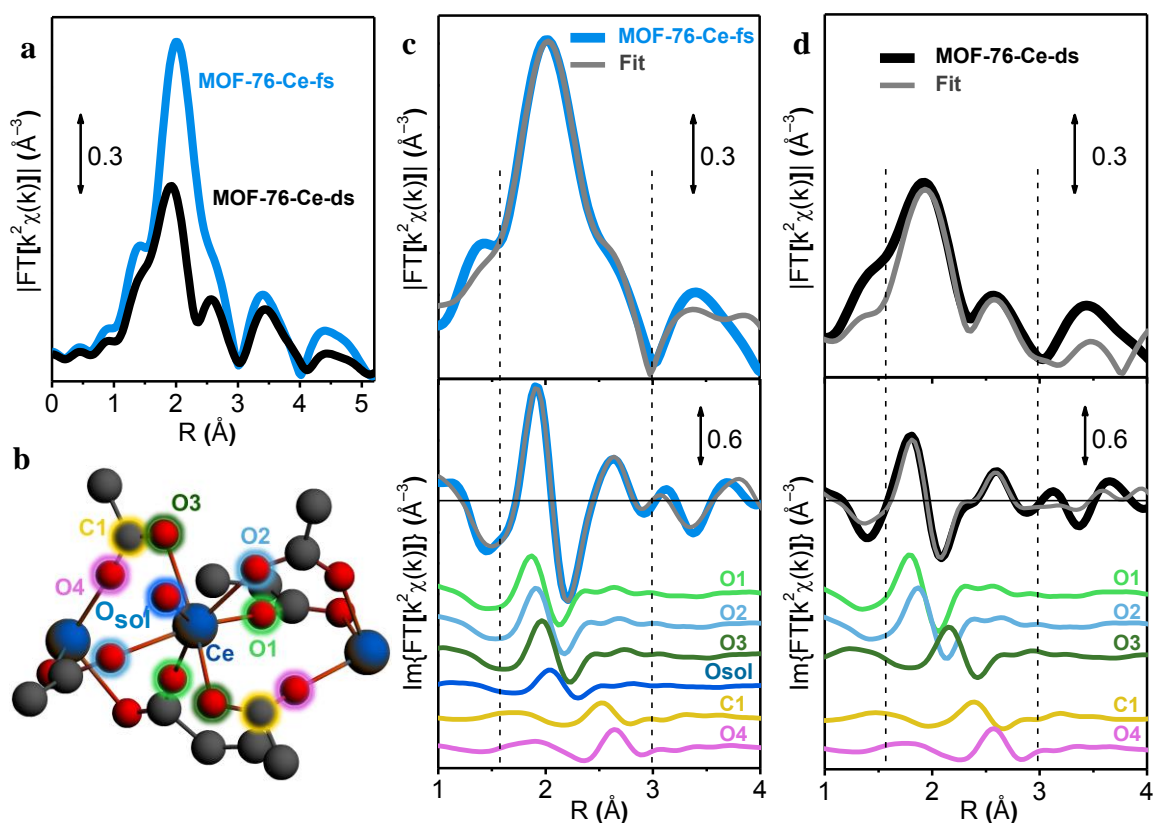 a
MOF-76-Ce-fs
0.3
MOF-76-Ce-ds
|FT[k²χ(k)]| (Å⁻³)
0 1 2 3 4 5
R (Å)
b
O3
C1
O2
O4
Osol
O1
Ce
c
MOF-76-Ce-fs
Fit
0.3
|FT[k²χ(k)]| (Å⁻³)
0.6
Im{FT[k²χ(k)]} (Å⁻³)
O1
O2
O3
Osol
C1
O4
1 2 3 4
R (Å)
d
MOF-76-Ce-ds
Fit
0.3
|FT[k²χ(k)]| (Å⁻³)
0.6
Im{FT[k²χ(k)]} (Å⁻³)
O1
O2
O3
C1
O4
1 2 3 4
R (Å)